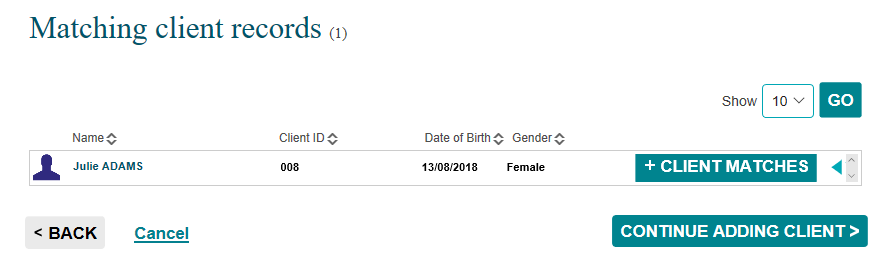 Matching client records (1)
Show 10 GO
Name Client ID Date of Birth Gender
Julie ADAMS 008 13/08/2018 Female + CLIENT MATCHES
< BACK Cancel CONTINUE ADDING CLIENT >